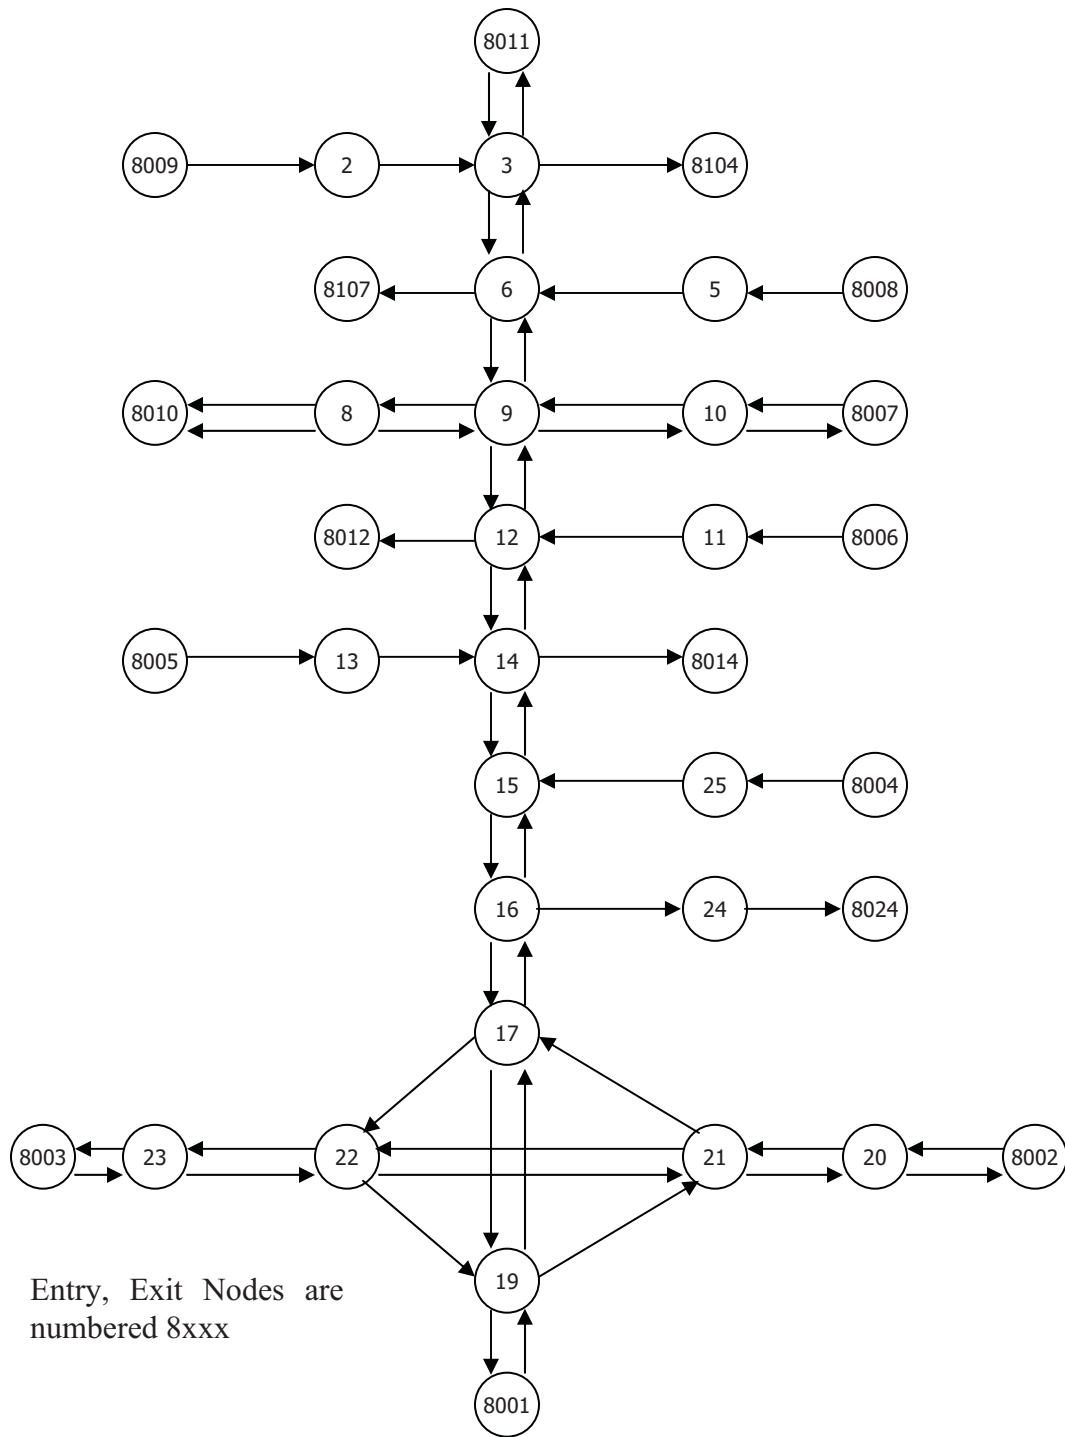 8011
8009 2 3 8104
8107 6 5 8008
8010 8 9 10 8007
8012 12 11 8006
8005 13 14 8014
15 25 8004
16 24 8024
17
8003 23 22 21 20 8002
19
Entry, Exit Nodes are
numbered 8xxx
8001